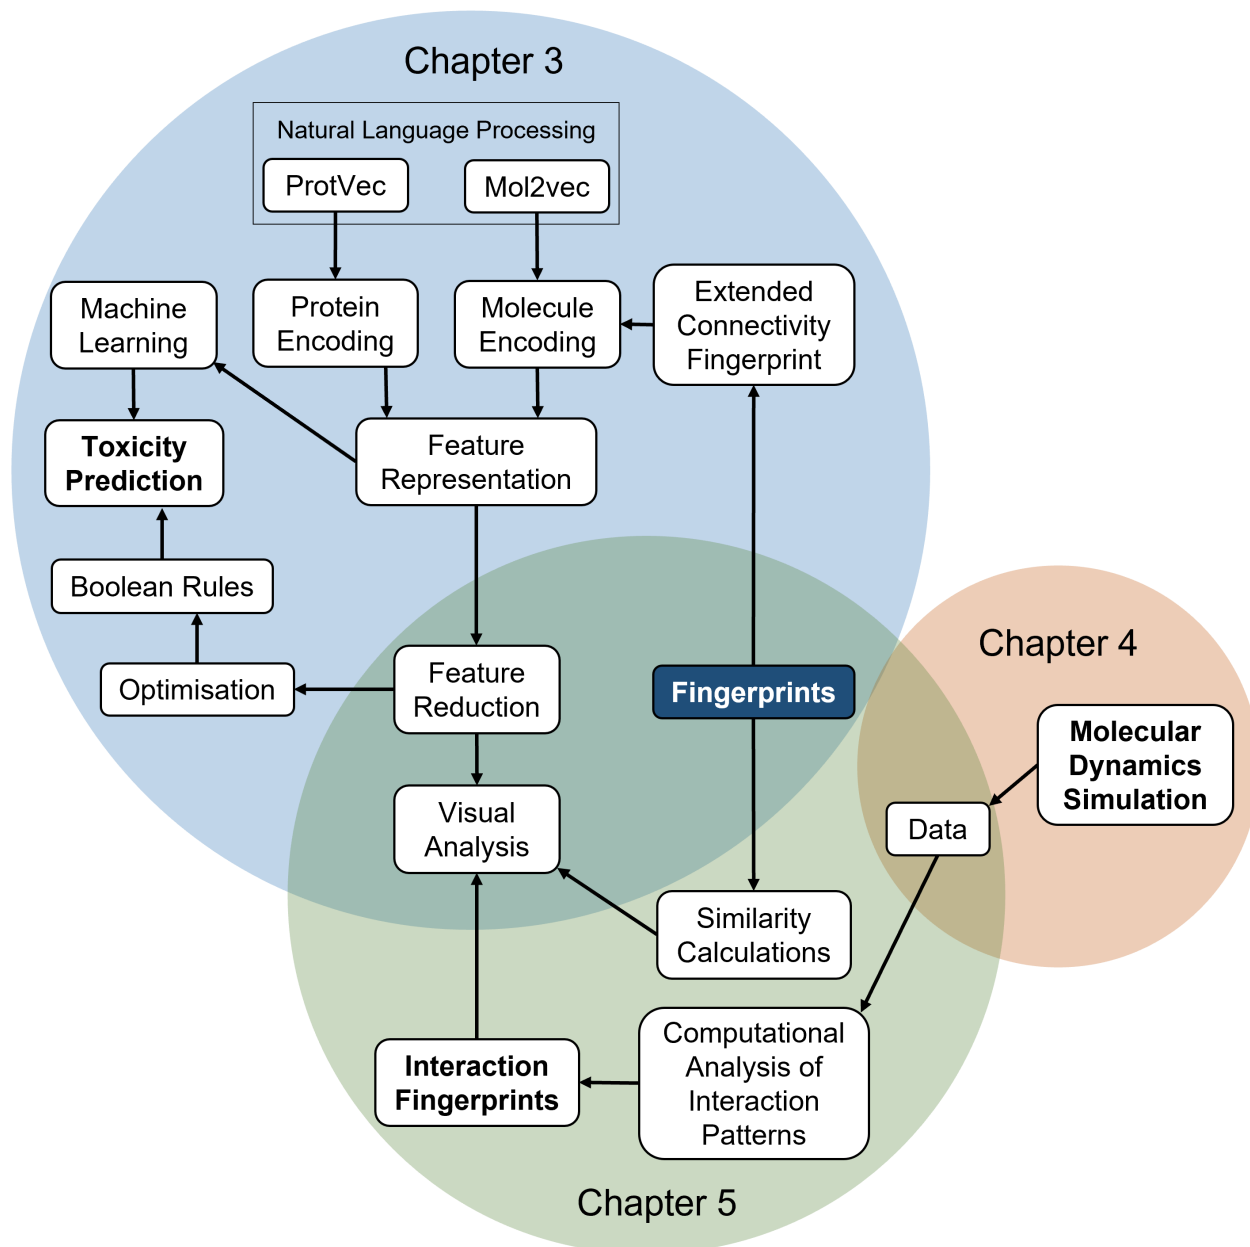 Chapter 3
Natural Language Processing
ProtVec
Mol2vec
Machine
Learning
Protein
Encoding
Molecule
Encoding
Extended
Connectivity
Fingerprint
Toxicity
Prediction
Feature
Representation
Boolean Rules
Optimisation
Feature
Reduction
Fingerprints
Chapter 4
Molecular
Dynamics
Simulation
Visual
Analysis
Data
Similarity
Calculations
Interaction
Fingerprints
Computational
Analysis of
Interaction
Patterns
Chapter 5